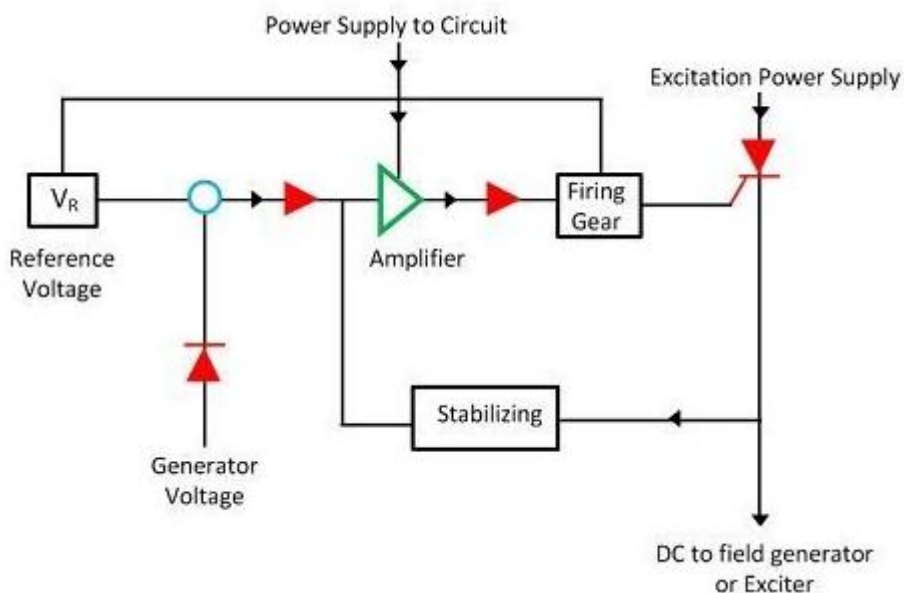 Power Supply to Circuit
Excitation Power Supply
V_R
Reference
Voltage
Amplifier
Firing
Gear
Generator
Voltage
Stabilizing
DC to field generator
or Exciter